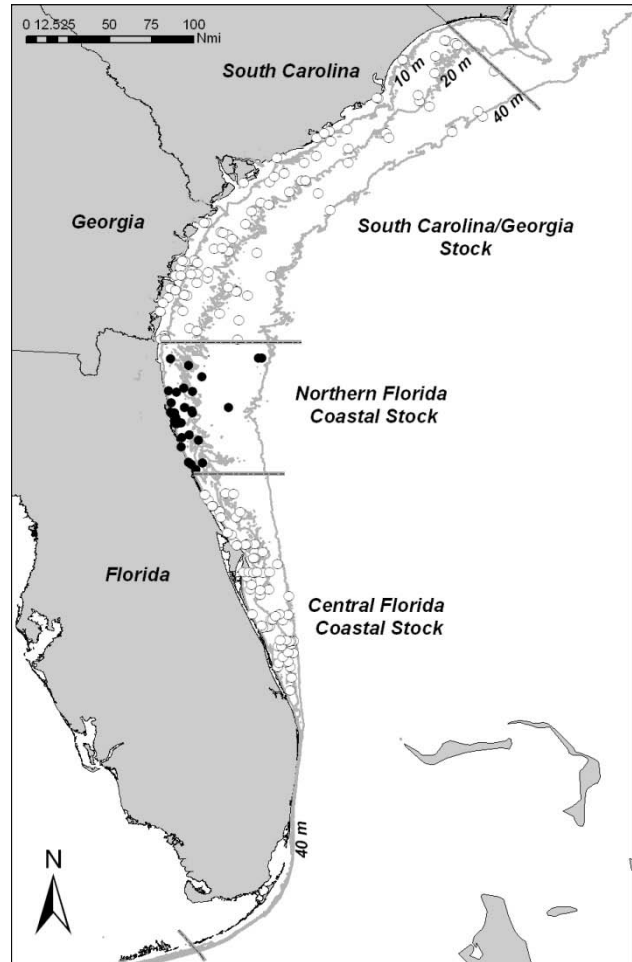 0 12.525 50 75 100
Nmi
South Carolina
10 m
20 m
40 m
Georgia
South Carolina/Georgia
Stock
Northern Florida
Coastal Stock
Florida
Central Florida
Coastal Stock
40 m
N